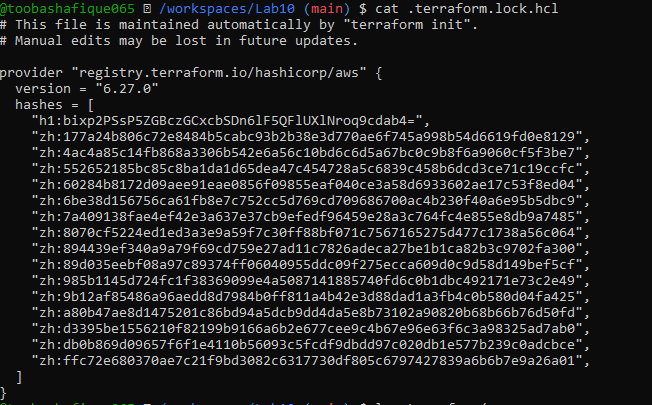 @toobashafique065 /workspaces/Lab10 (main) $ cat .terraform.lock.hcl
# This file is maintained automatically by "terraform init".
# Manual edits may be lost in future updates.
provider "registry.terraform.io/hashicorp/aws" {
version = "6.27.0"
hashes = [
"h1:bixp2PSsP5ZGBczGCxcbSDn6lF5QFlUXlNroq9cdab4=",
"zh:177a24b806c72e8484b5cabc93b2b38e3d770ae6f745a998b54d6619fd0e8129",
"zh:4ac4a85c14fb868a3306b542e6a56c10bd6c6d5a67bc0c9b8f6a9060cf5f3be7",
"zh:552652185bc85c8ba1da1d65dea47c454728a5c6839c458b6dcd3ce71c19ccfc",
"zh:60284b8172d09aee91eae0856f09855eaf040ce3a58d6933602ae17c53f8ed04",
"zh:6be38d156756ca61fb8e7c752cc5d769cd709686700ac4b230f40a6e95b5dbc9",
"zh:7a409138fae4ef42e3a637e37cb9efedf96459e28a3c764fc4e855e8db9a7485",
"zh:8070cf5224ed1ed3a3e9a59f7c30ff88bf071c7567165275d477c1738a56c064",
"zh:894439ef340a9a79f69cd759e27ad11c7826adeca27be1b1ca82b3c9702fa300",
"zh:89d035eebf08a97c89374ff06040955ddc09f275ecca609d0c9d58d149bef5cf",
"zh:985b1145d724fc1f38369099e4a5087141885740fd6c0b1dbc492171e73c2e49",
"zh:9b12af85486a96aedd8d7984b0ff811a4b42e3d88dad1a3fb4c0b580d04fa425",
"zh:a80b47ae8d1475201c86bd94a5dcb9dd4da5e8b73102a90820b68b66b76d50fd",
"zh:d3395be1556210f82199b9166a6b2e677cee9c4b67e96e63f6c3a98325ad7ab0",
"zh:db0b869d09657f6f1e4110b56093c5fcdf9dbdd97c020db1e577b239c0adcbce",
"zh:ffc72e680370ae7c21f9bd3082c6317730df805c6797427839a6b6b7e9a26a01",
]
}